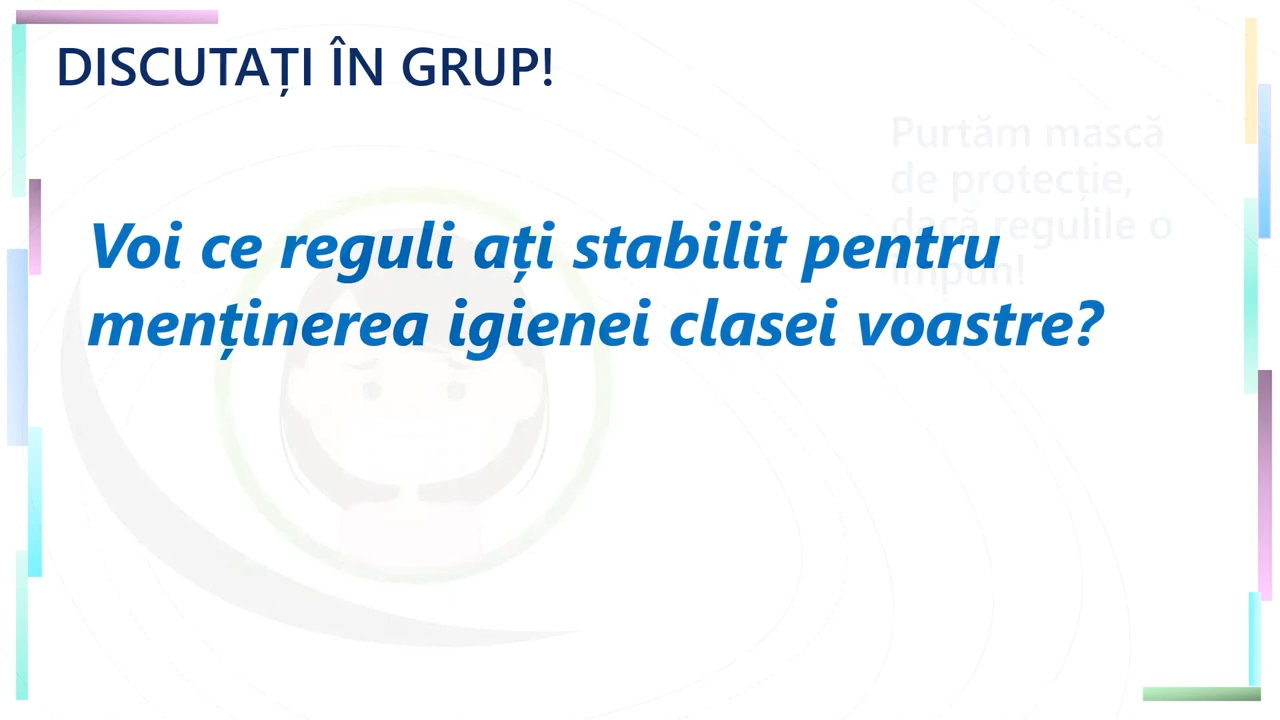 DISCUTAȚI ÎN GRUP!
Purtăm mască
de protecție,
dacă regulile o
impun!
Voi ce reguli ați stabilit pentru
menținerea igienei clasei voastre?